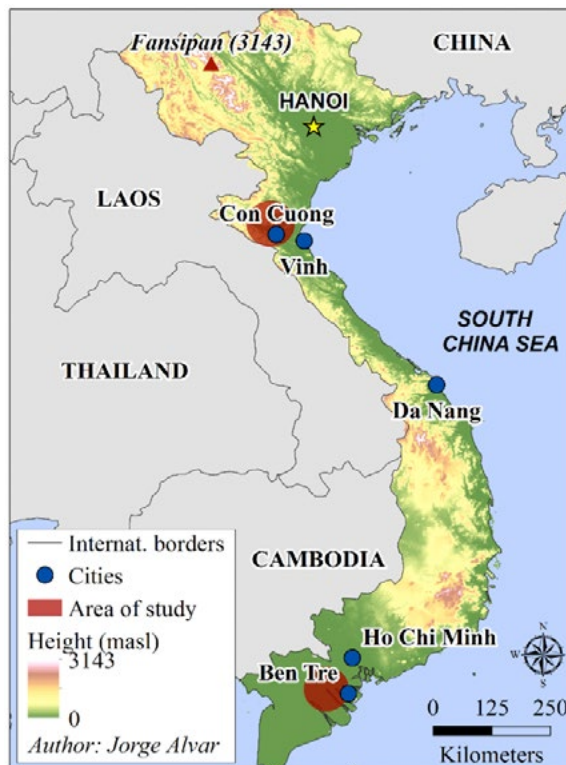 Fansipan (3143)
CHINA
HANOI
LAOS
Con Cuong
Vinh
SOUTH
CHINA SEA
THAILAND
Da Nang
Internat. borders
Cities
Area of study
Height (masl)
3143
0
Author: Jorge Alvar
CAMBODIA
Ho Chi Minh
Ben Tre
N
W
E
S
0 125 250
Kilometers